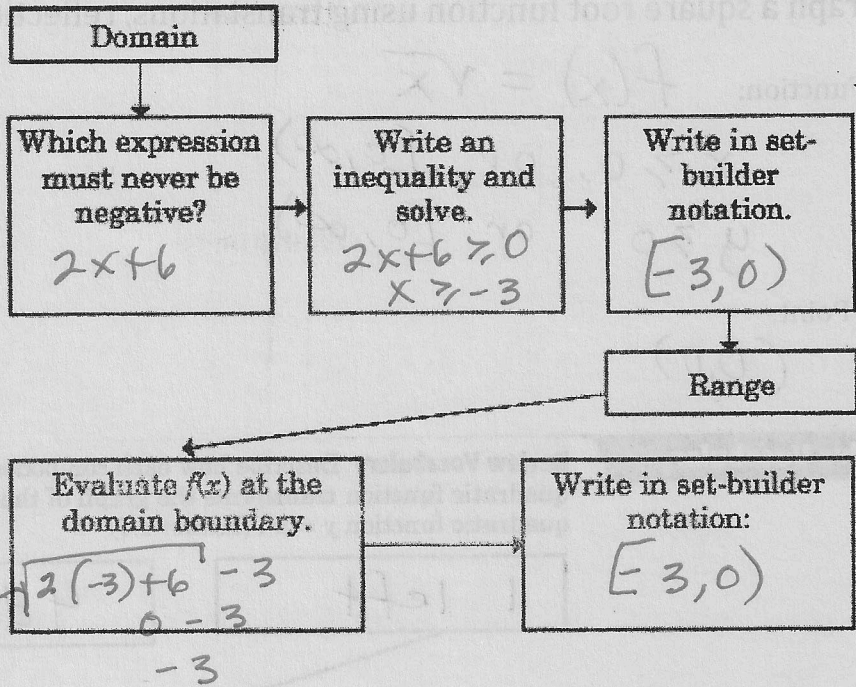 Domain
Which expression
must never be
negative?
2x+6
Write an
inequality and
solve.
2x+6 ≥ 0
x ≥ -3
Write in set-
builder
notation.
[-3,0)
Range
Evaluate f(x) at the
domain boundary.
√2(-3)+6 - 3
0 - 3
-3
Write in set-builder
notation:
[-3,0)